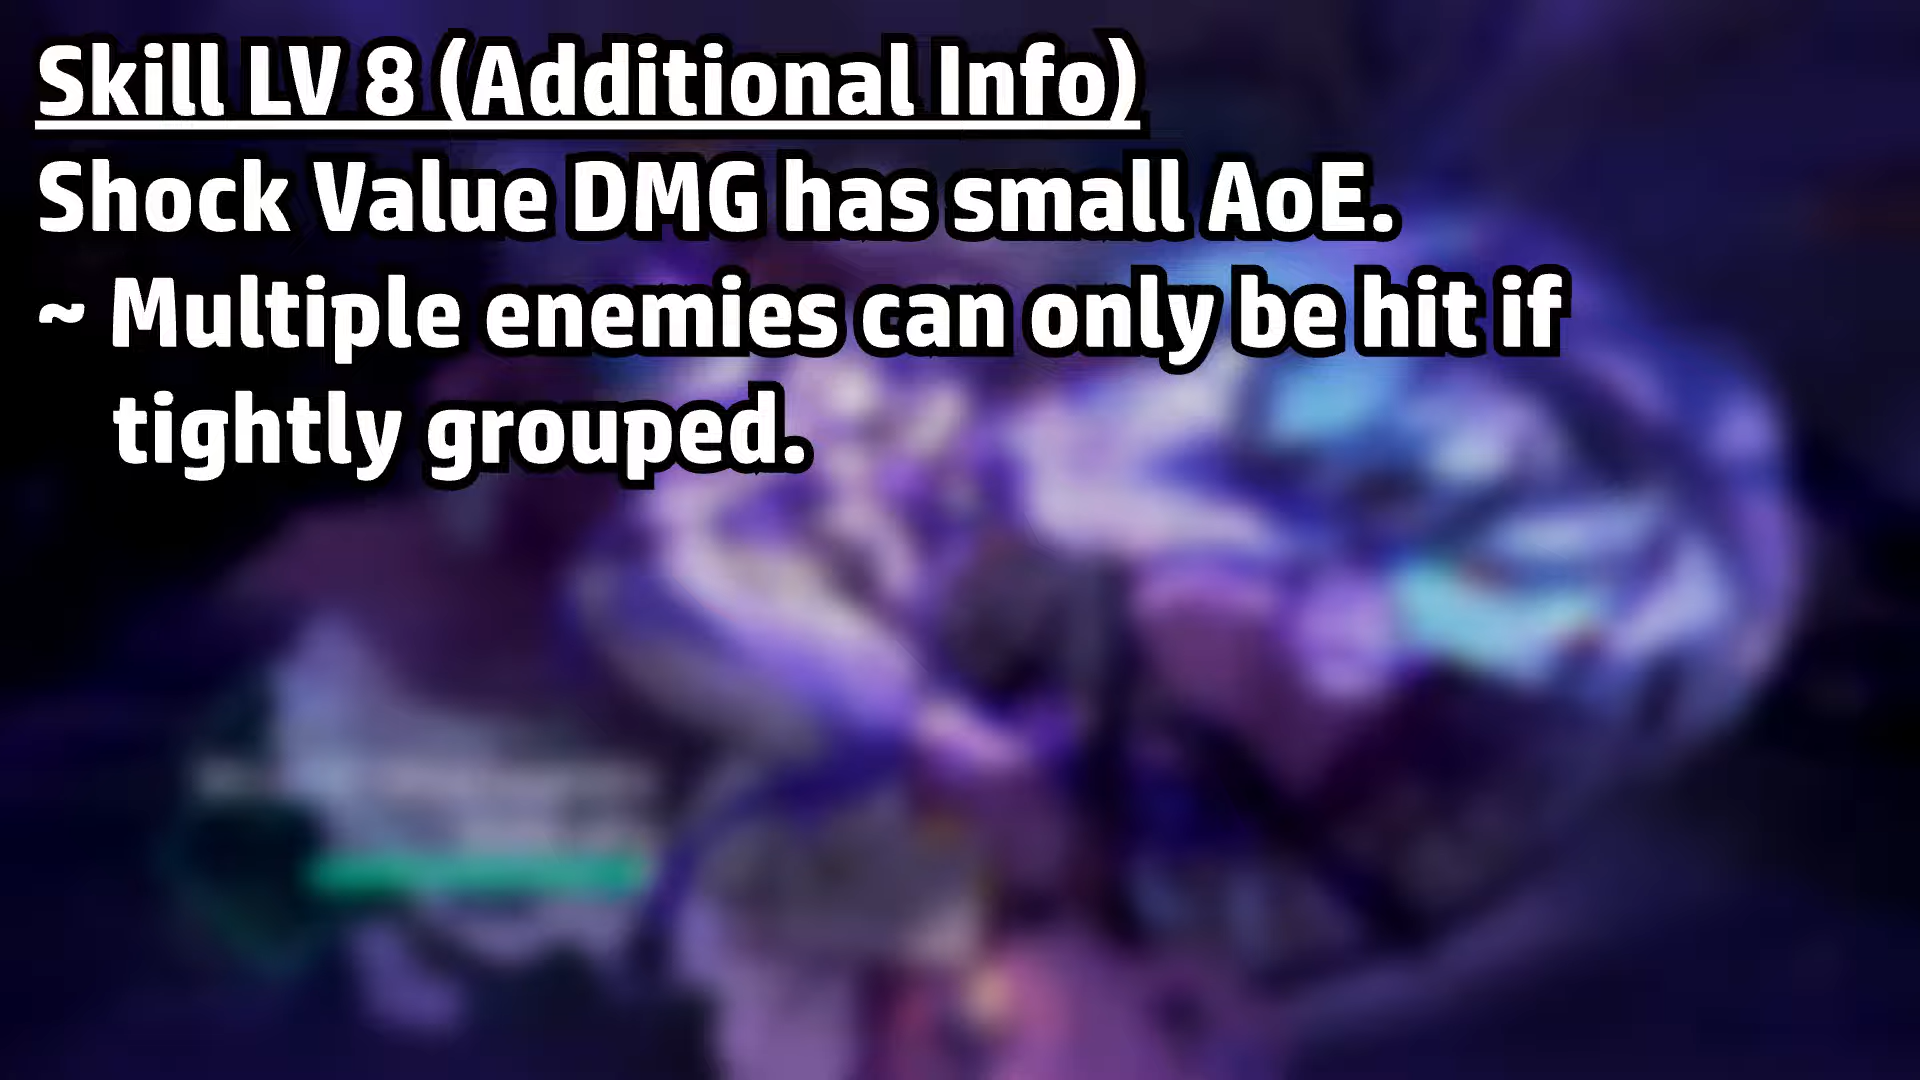 Skill LV 8 (Additional Info)
Shock Value DMG has small AoE.
~ Multiple enemies can only be hit if
tightly grouped.